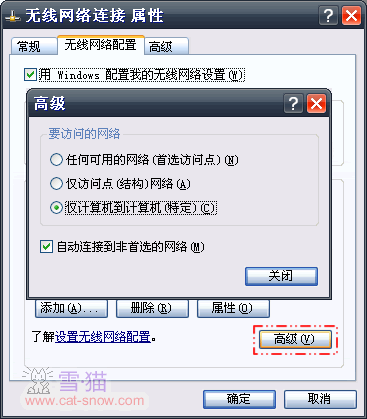 无线网络连接 属性
常规 无线网络配置 高级
用 Windows 配置我的无线网络设置(W)
高级
要访问的网络
任何可用的网络(首选访问点)(N)
仅访问点(结构)网络(A)
仅计算机到计算机(特定)(C)
自动连接到非首选的网络(M)
关闭
添加(A)... 删除(R) 属性(O)
了解设置无线网络配置。
高级(V)
雪·猫
www.cat-snow.com
确定 取消